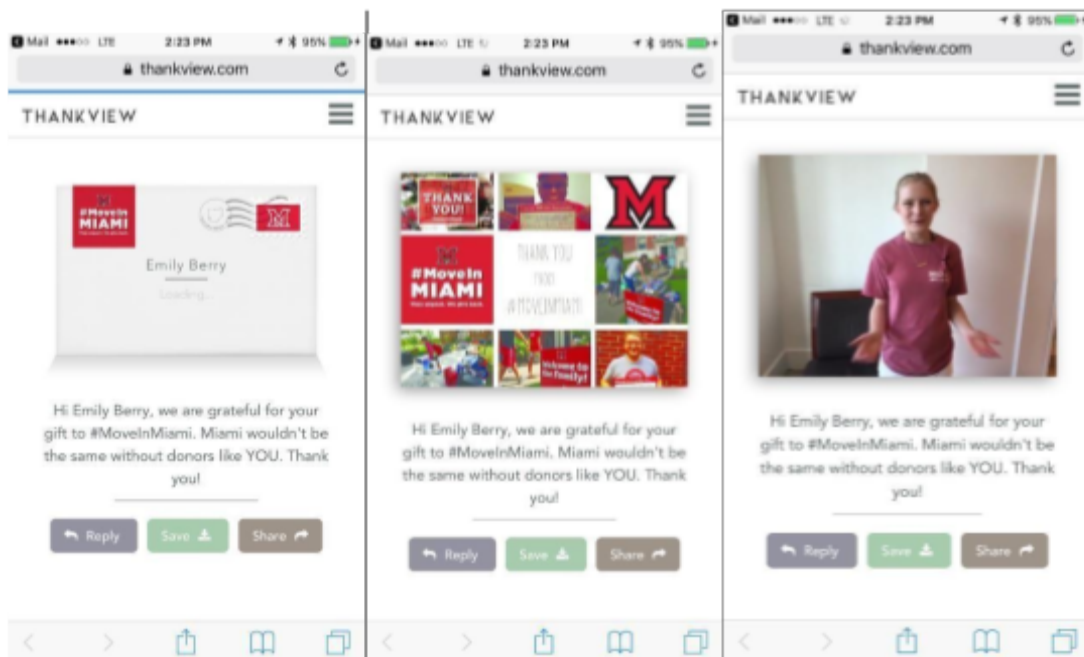 Mail LTE 2:23 PM 95%
thankview.com
THANKVIEW
#MoveIn
MIAMI
M
Emily Berry
Loading...
Hi Emily Berry, we are grateful for your
gift to #MoveInMiami. Miami wouldn't be
the same without donors like YOU. Thank
you!
Reply Save Share
Mail LTE 2:23 PM 95%
thankview.com
THANKVIEW
THANK
YOU!
M
#MoveIn
MIAMI
THANK YOU
#MOVEINMIAMI
Welcome to
the Family!
Hi Emily Berry, we are grateful for your
gift to #MoveInMiami. Miami wouldn't be
the same without donors like YOU. Thank
you!
Reply Save Share
Mail LTE 2:23 PM 95%
thankview.com
THANKVIEW
Hi Emily Berry, we are grateful for your
gift to #MoveInMiami. Miami wouldn't be
the same without donors like YOU. Thank
you!
Reply Save Share